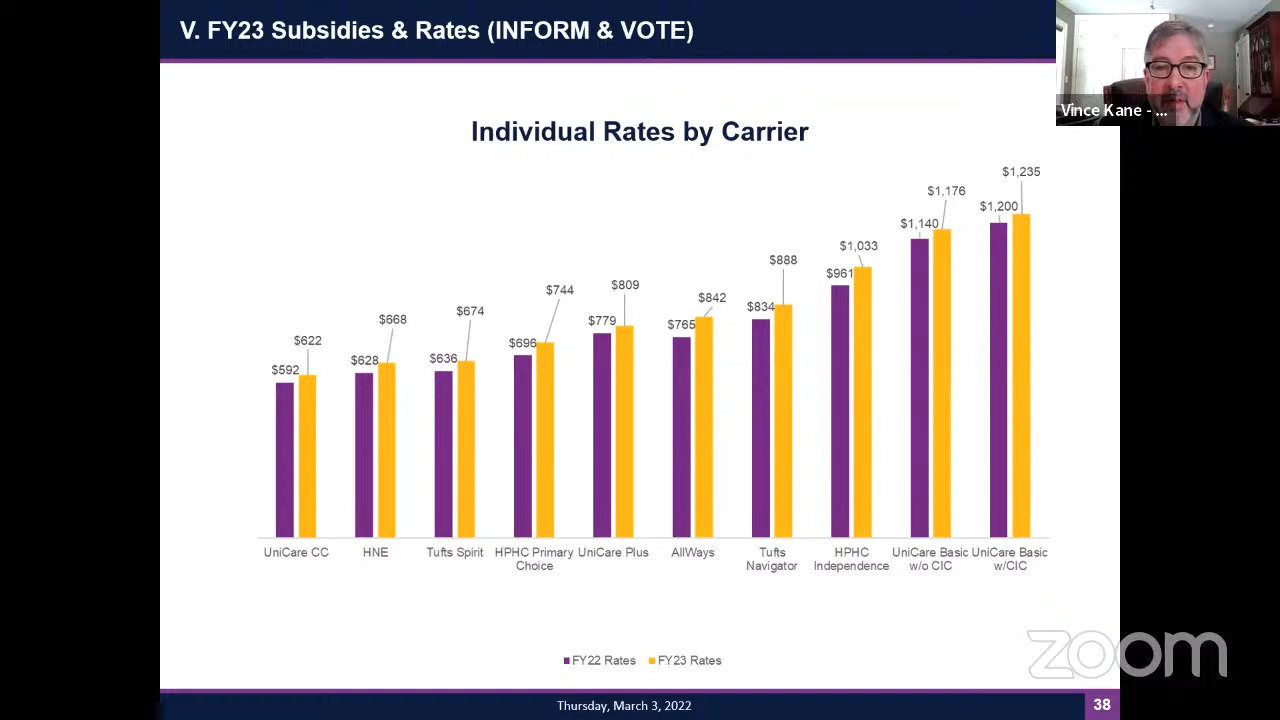 V. FY23 Subsidies & Rates (INFORM & VOTE)
Vince Kane - ...
Individual Rates by Carrier
$592
$622
$628
$668
$636
$674
$696
$744
$779
$809
$765
$842
$834
$888
$961
$1,033
$1,140
$1,176
$1,200
$1,235
UniCare CC
HNE
Tufts Spirit
HPHC Primary
Choice
UniCare Plus
AllWays
Tufts
Navigator
HPHC
Independence
UniCare Basic
w/o CIC
UniCare Basic
w/CIC
FY22 Rates
FY23 Rates
zoom
Thursday, March 3, 2022
38